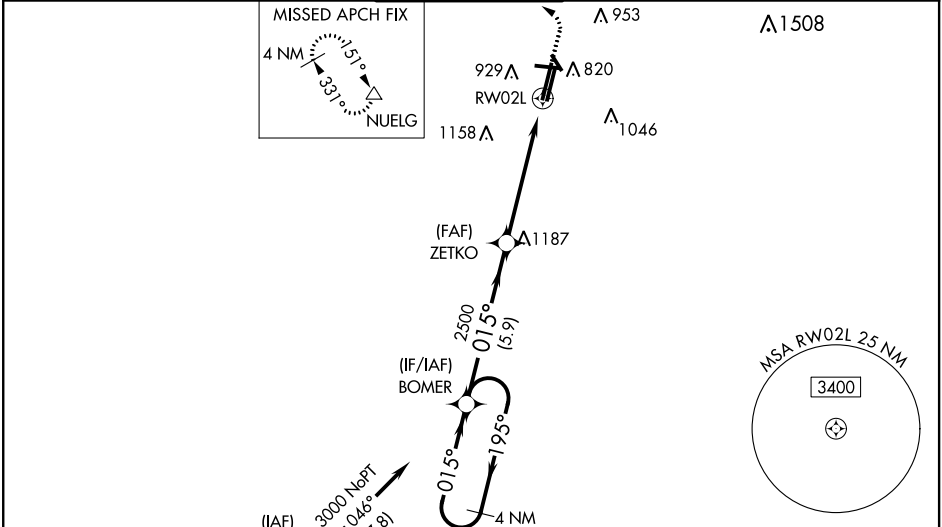 MISSED APCH FIX
4 NM
151°
331°
NUELG
953
1508
929
820
RW02L
1046
1158
(FAF)
ZETKO
1187
2500
015°
(5.9)
(IF/IAF)
BOMER
MSA RW02L 25 NM
3400
015°
195°
3000 NoPT
046°
(IAF)
4 NM